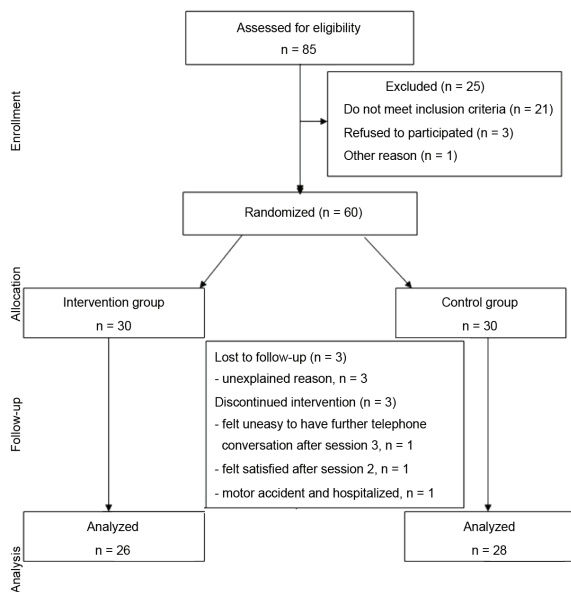 Assessed for eligibility
n = 85
Enrollment
Excluded (n = 25)
Do not meet inclusion criteria (n = 21)
Refused to participated (n = 3)
Other reason (n = 1)
Randomized (n = 60)
Allocation
Intervention group
n = 30
Control group
n = 30
Follow-up
Lost to follow-up (n = 3)
- unexplained reason, n = 3
Discontinued intervention (n = 3)
- felt uneasy to have further telephone
conversation after session 3, n = 1
- felt satisfied after session 2, n = 1
- motor accident and hospitalized, n = 1
Analysis
Analyzed
n = 26
Analyzed
n = 28